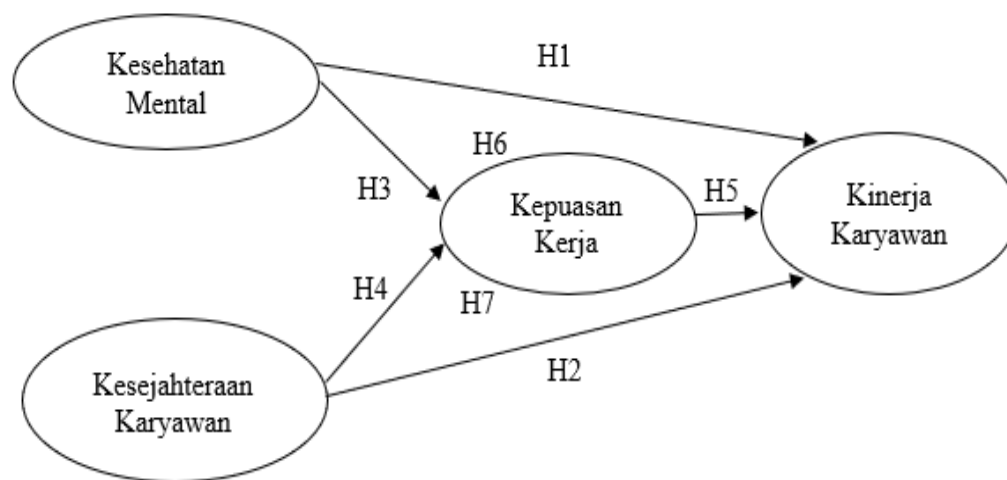 Kesehatan
Mental
H1
H6
H3
Kepuasan
Kerja
H5
Kinerja
Karyawan
H4
H7
H2
Kesejahteraan
Karyawan